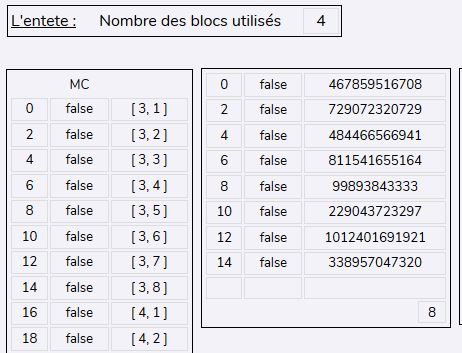 L'entete : Nombre des blocs utilisés 4
MC
0 false [ 3, 1 ]
2 false [ 3, 2 ]
4 false [ 3, 3 ]
6 false [ 3, 4 ]
8 false [ 3, 5 ]
10 false [ 3, 6 ]
12 false [ 3, 7 ]
14 false [ 3, 8 ]
16 false [ 4, 1 ]
18 false [ 4, 2 ]
0 false 467859516708
2 false 729072320729
4 false 484466566941
6 false 811541655164
8 false 99893843333
10 false 229043723297
12 false 1012401691921
14 false 338957047320
8